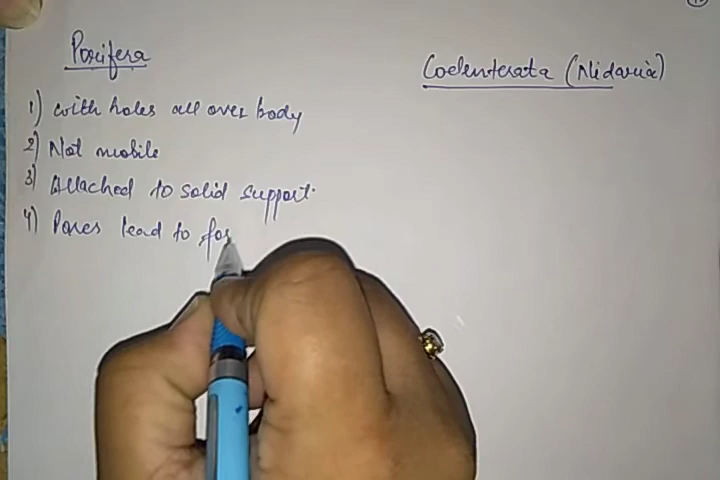 Porifera
Coelenterata (Nidaria)
1) with holes all over body
2) Not mobile
3) Attached to solid support.
4) Pores lead to for